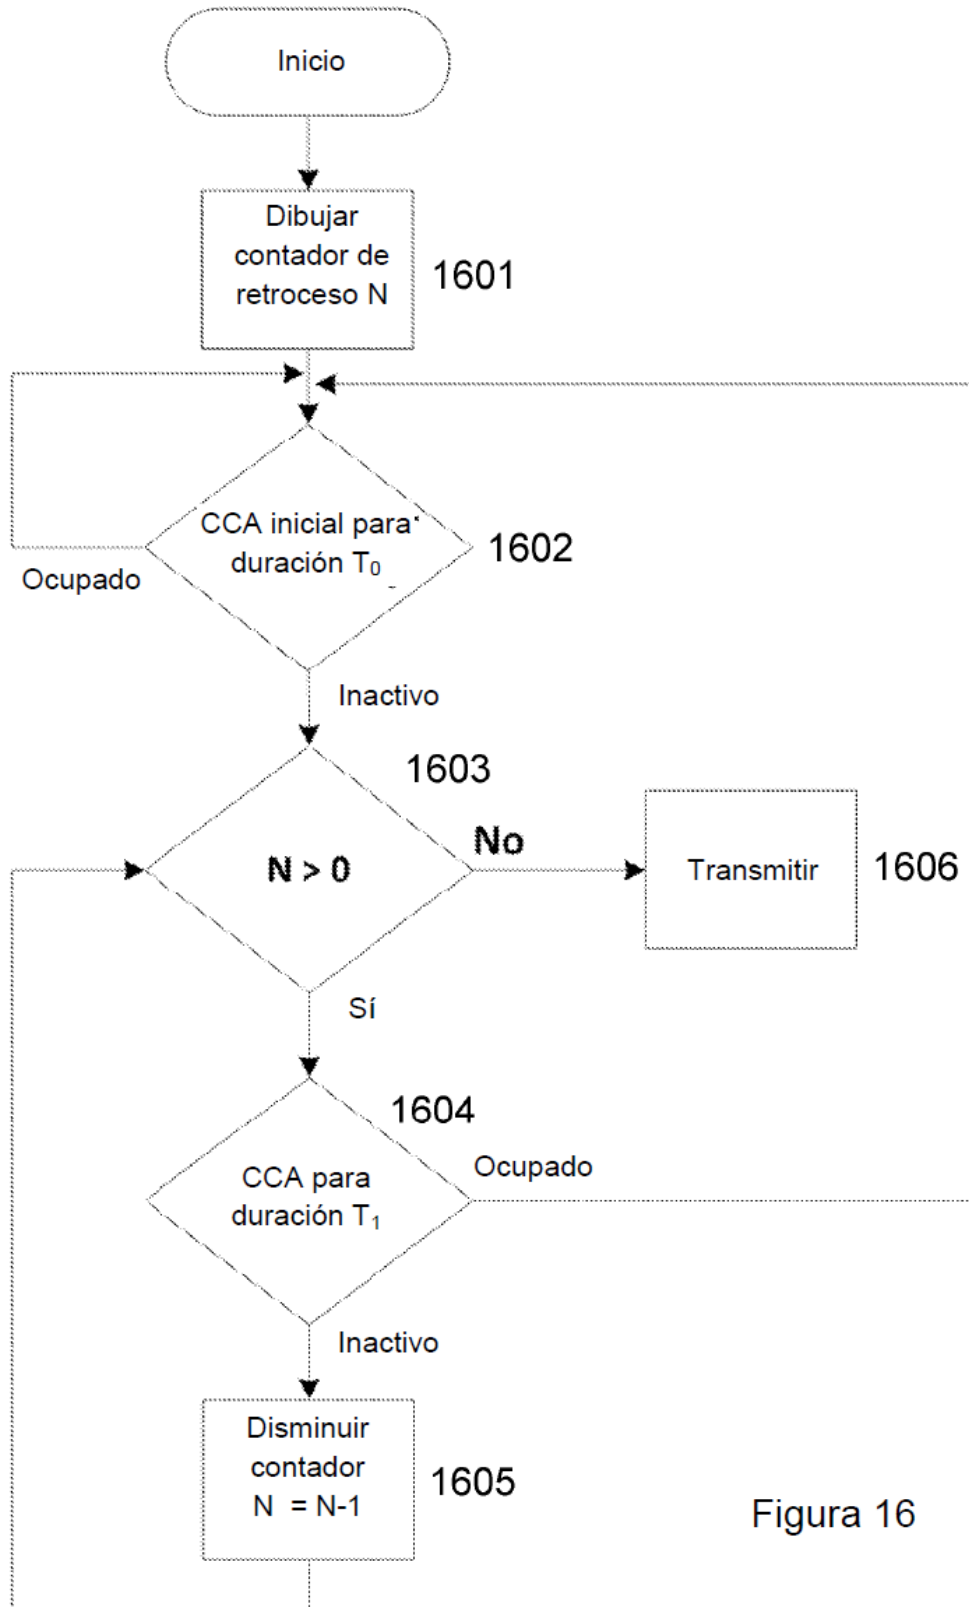 Inicio
Dibujar
contador de
retroceso N
1601
CCA inicial para
duración T₀
1602
Ocupado
Inactivo
1603
N > 0
No
Transmitir
1606
Sí
1604
CCA para
duración T₁
Ocupado
Inactivo
Disminuir
contador
N = N-1
1605
Figura 16